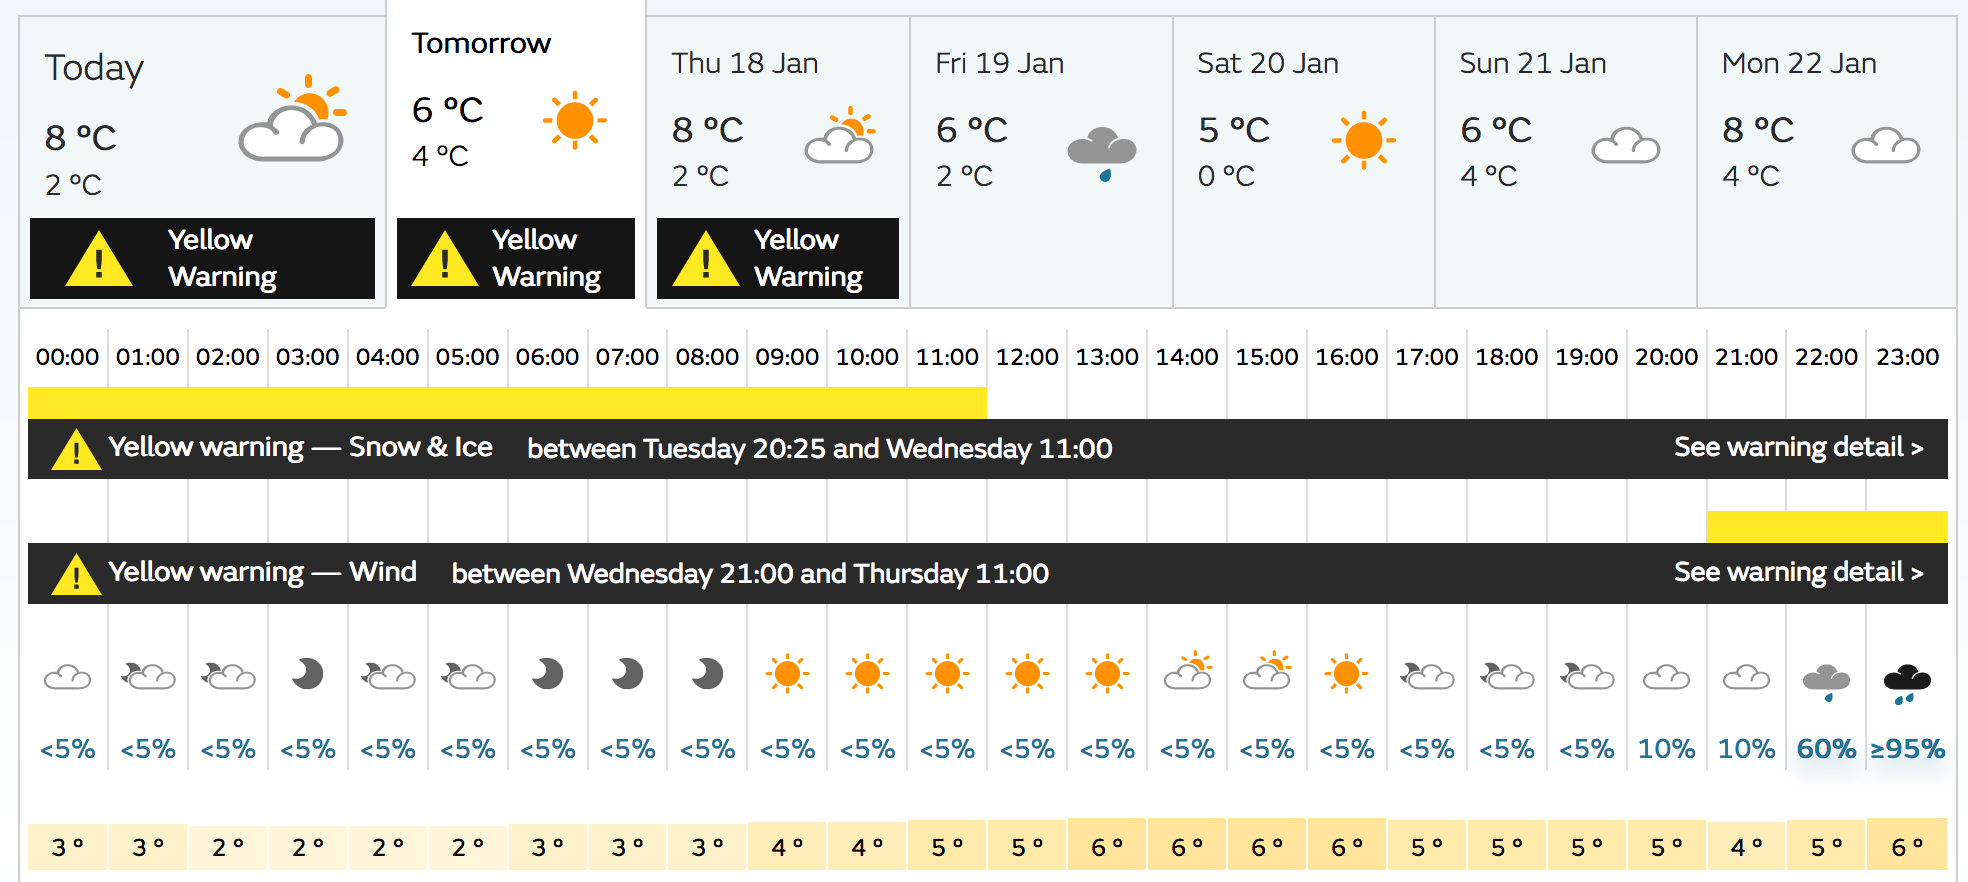 Today
8 °C
2 °C
Yellow
Warning
Tomorrow
6 °C
4 °C
Yellow
Warning
Thu 18 Jan
8 °C
2 °C
Yellow
Warning
Fri 19 Jan
6 °C
2 °C
Sat 20 Jan
5 °C
0 °C
Sun 21 Jan
6 °C
4 °C
Mon 22 Jan
8 °C
4 °C
00:00 01:00 02:00 03:00 04:00 05:00 06:00 07:00 08:00 09:00 10:00 11:00 12:00 13:00 14:00 15:00 16:00 17:00 18:00 19:00 20:00 21:00 22:00 23:00
Yellow warning — Snow & Ice between Tuesday 20:25 and Wednesday 11:00 See warning detail >
Yellow warning — Wind between Wednesday 21:00 and Thursday 11:00 See warning detail >
<5% <5% <5% <5% <5% <5% <5% <5% <5% <5% <5% <5% <5% <5% <5% <5% <5% <5% <5% <5% 10% 10% 60% ≥95%
3° 3° 2° 2° 2° 2° 3° 3° 3° 4° 4° 5° 5° 6° 6° 6° 6° 5° 5° 5° 5° 4° 5° 6°